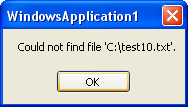 WindowsApplication1
Could not find file 'C:\test10.txt'.
OK